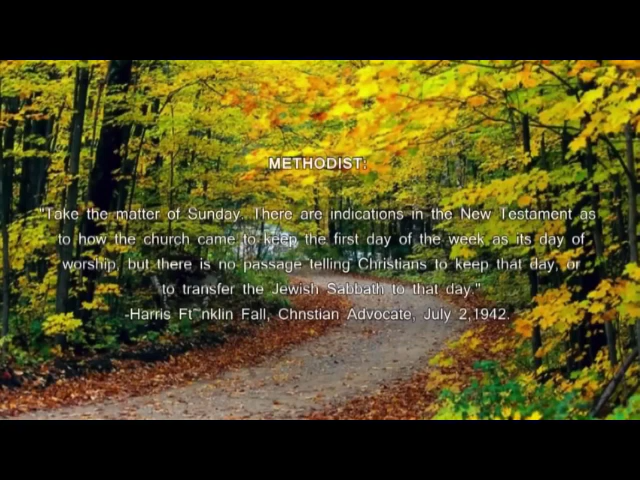 METHODIST:
"Take the matter of Sunday. There are indications in the New Testament as
to how the church came to keep the first day of the week as its day of
worship, but there is no passage telling Christians to keep that day, or
to transfer the Jewish Sabbath to that day."
-Harris Ft~nklin Fall, Chnstian Advocate, July 2,1942.